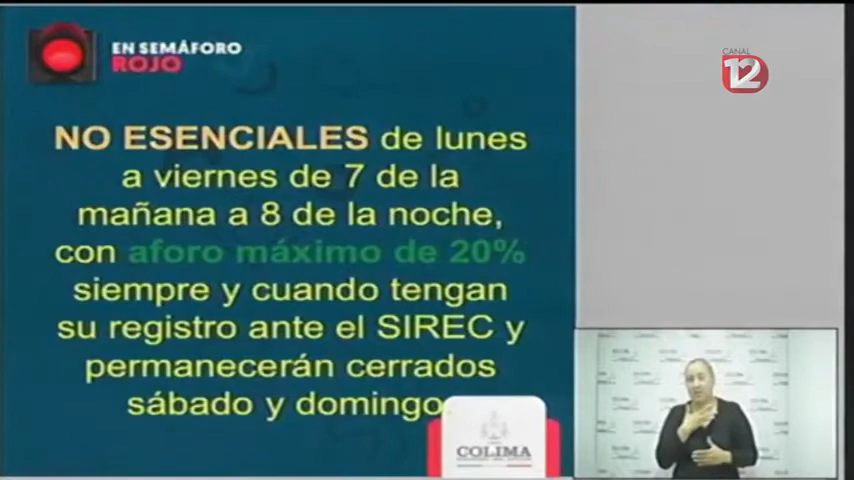 EN SEMÁFORO
ROJO
CANAL
12
NO ESENCIALES de lunes
a viernes de 7 de la
mañana a 8 de la noche,
con aforo máximo de 20%
siempre y cuando tengan
su registro ante el SIREC y
permanecerán cerrados
sábado y domingo.
COLIMA